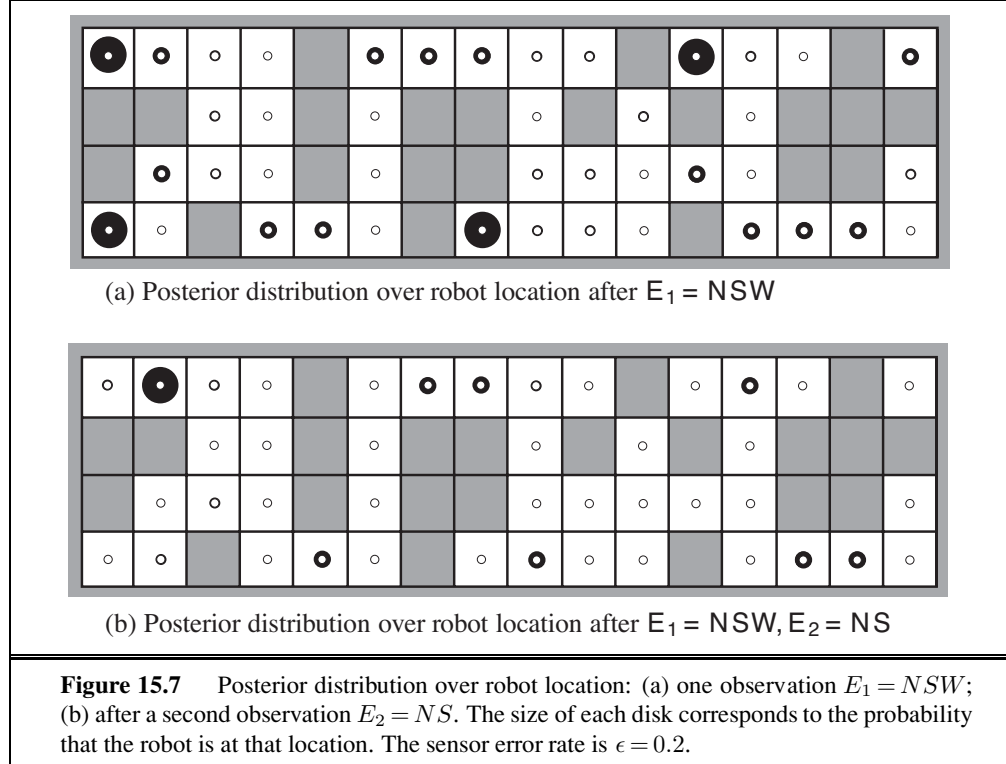 (a) Posterior distribution over robot location after E₁ = NSW
(b) Posterior distribution over robot location after E₁ = NSW, E₂ = NS
Figure 15.7 Posterior distribution over robot location: (a) one observation E₁ = NSW;
(b) after a second observation E₂ = NS. The size of each disk corresponds to the probability
that the robot is at that location. The sensor error rate is ϵ = 0.2.